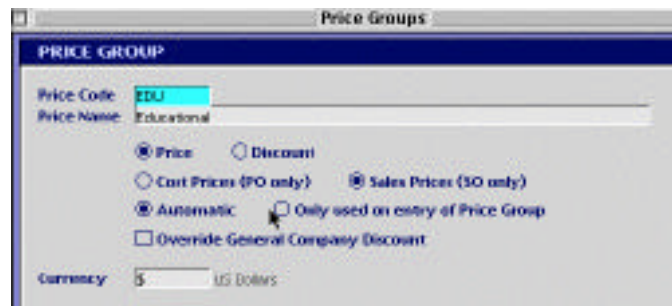 Price Groups
PRICE GROUP
Price Code EDU
Price Name Educational
Price Discount
Cost Prices (PO only) Sales Prices (SO only)
Automatic Only used on entry of Price Group
Override General Company Discount
Currency $ US Dollars